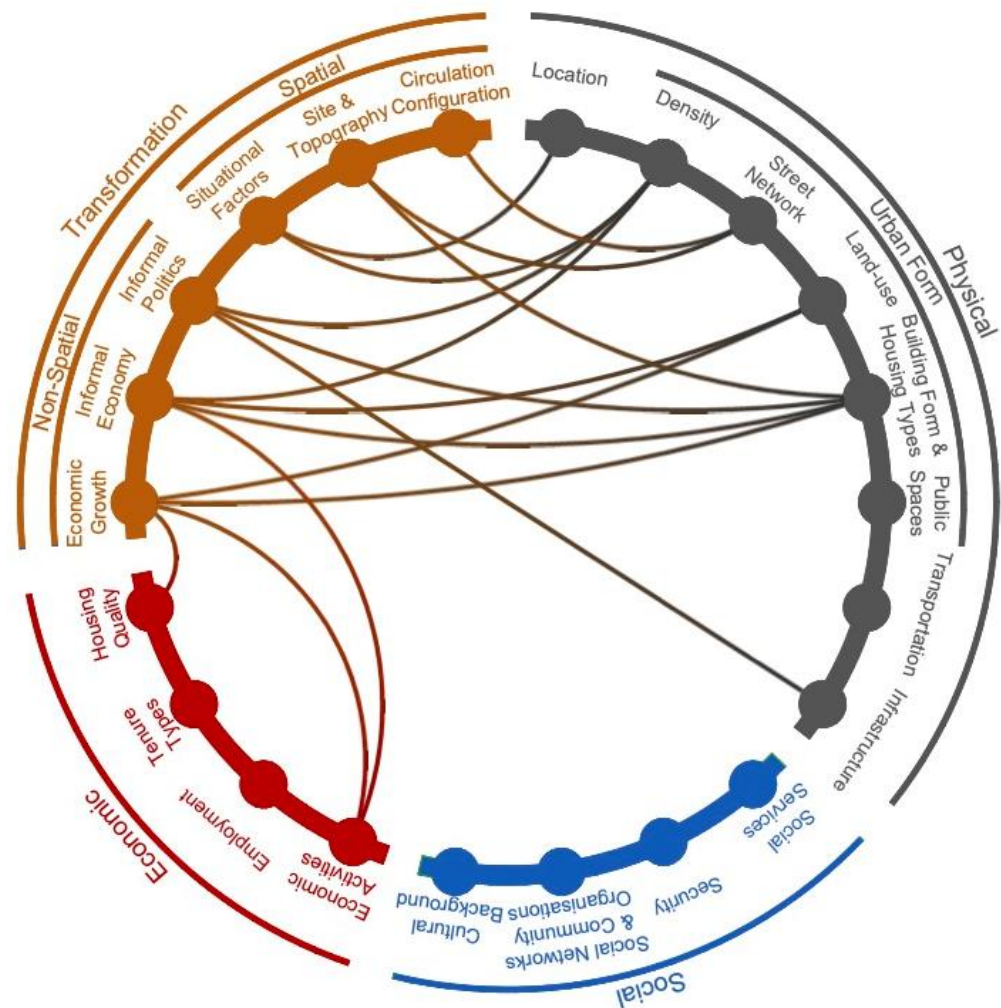 Transformation
Spatial
Circulation
Configuration
Site &
Topography
Situational
Factors
Non-Spatial
Informal
Politics
Informal
Economy
Economic
Growth
Physical
Location
Urban Form
Density
Street
Network
Land-use
Building Form &
Housing Types
Public
Spaces
Transportation
Infrastructure
Social
Social
Services
Security
Social Networks
& Community
Organisations
Cultural
Background
Economic
Economic
Activities
Employment
Tenure
Types
Housing
Quality